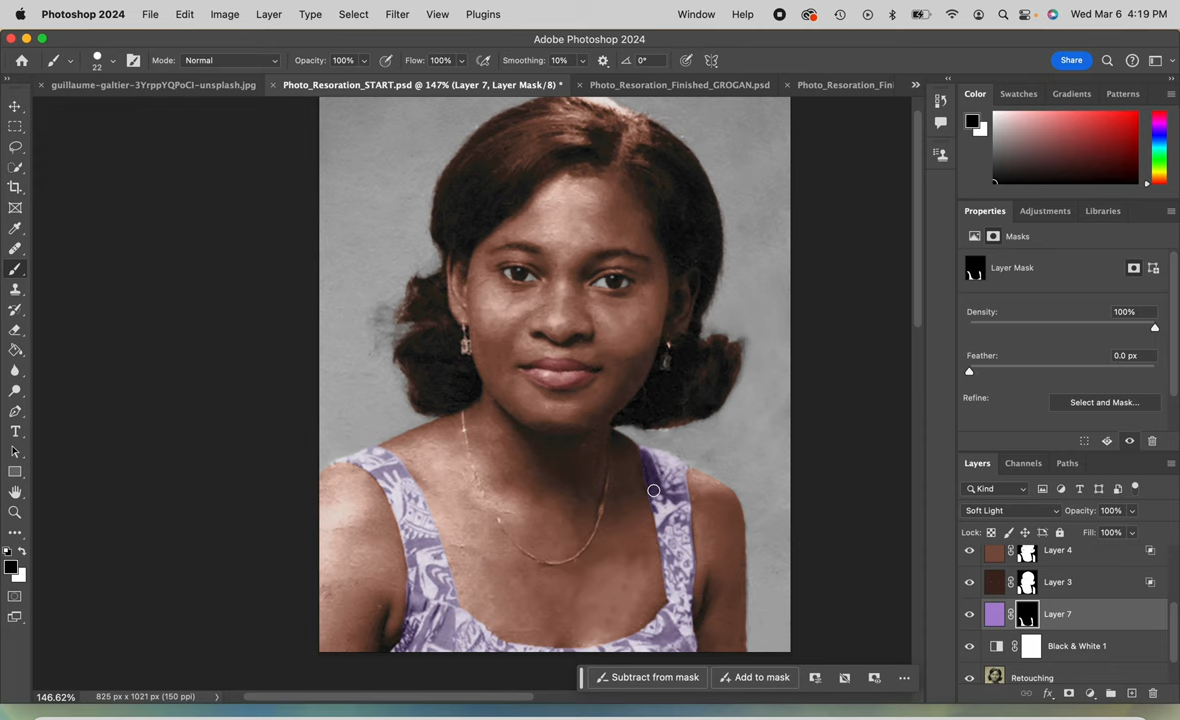 Photoshop 2024 File Edit Image Layer Type Select Filter View Plugins Window Help Wed Mar 6 4:19 PM
Adobe Photoshop 2024
22 Mode: Normal Opacity: 100% Flow: 100% Smoothing: 10% 0° Share
guillaume-galtier-3YrppYQPoCI-unsplash.jpg Photo_Resoration_START.psd @ 147% (Layer 7, Layer Mask/8) * Photo_Resoration_Finished_GROGAN.psd Photo_Resoration_Fini
Color Swatches Gradients Patterns
Properties Adjustments Libraries
Masks
Layer Mask
Density: 100%
Feather: 0.0 px
Refine: Select and Mask...
Layers Channels Paths
Kind
Soft Light Opacity: 100%
Lock: Fill: 100%
Layer 4
Layer 3
Layer 7
Black & White 1
Retouching
Subtract from mask Add to mask
146.62% 825 px x 1021 px (150 ppi)